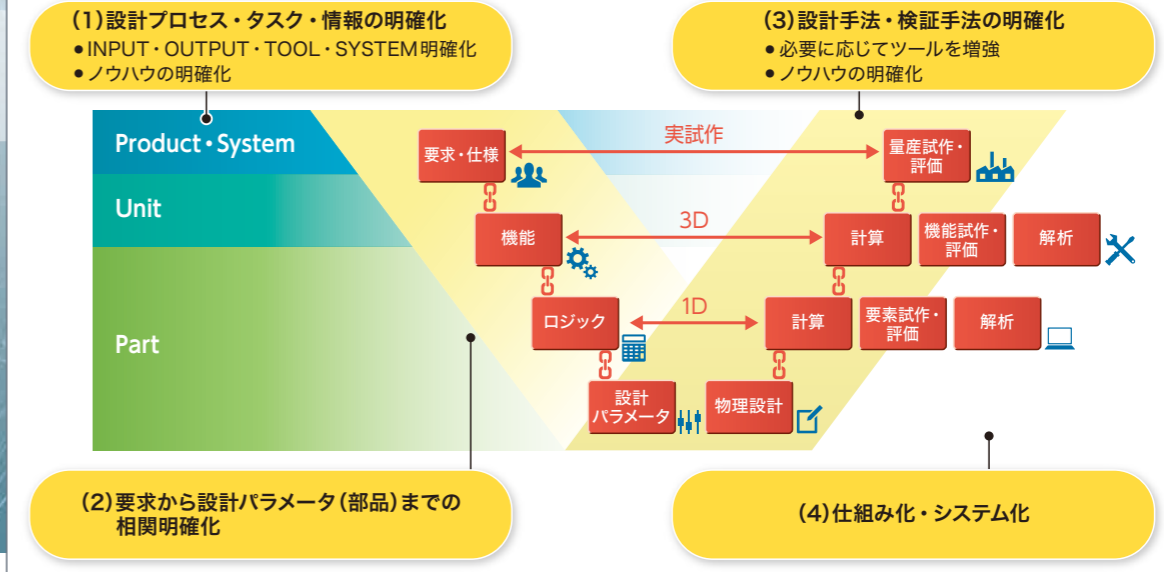 (1)設計プロセス・タスク・情報の明確化
●INPUT・OUTPUT・TOOL・SYSTEM明確化
●ノウハウの明確化
(3)設計手法・検証手法の明確化
●必要に応じてツールを増強
●ノウハウの明確化
Product・System
要求・仕様
実試作
量産試作・
評価
Unit
機能
3D
計算
機能試作・
評価
解析
Part
ロジック
1D
計算
要素試作・
評価
解析
設計
パラメータ
物理設計
(2)要求から設計パラメータ(部品)までの
相関明確化
(4)仕組み化・システム化